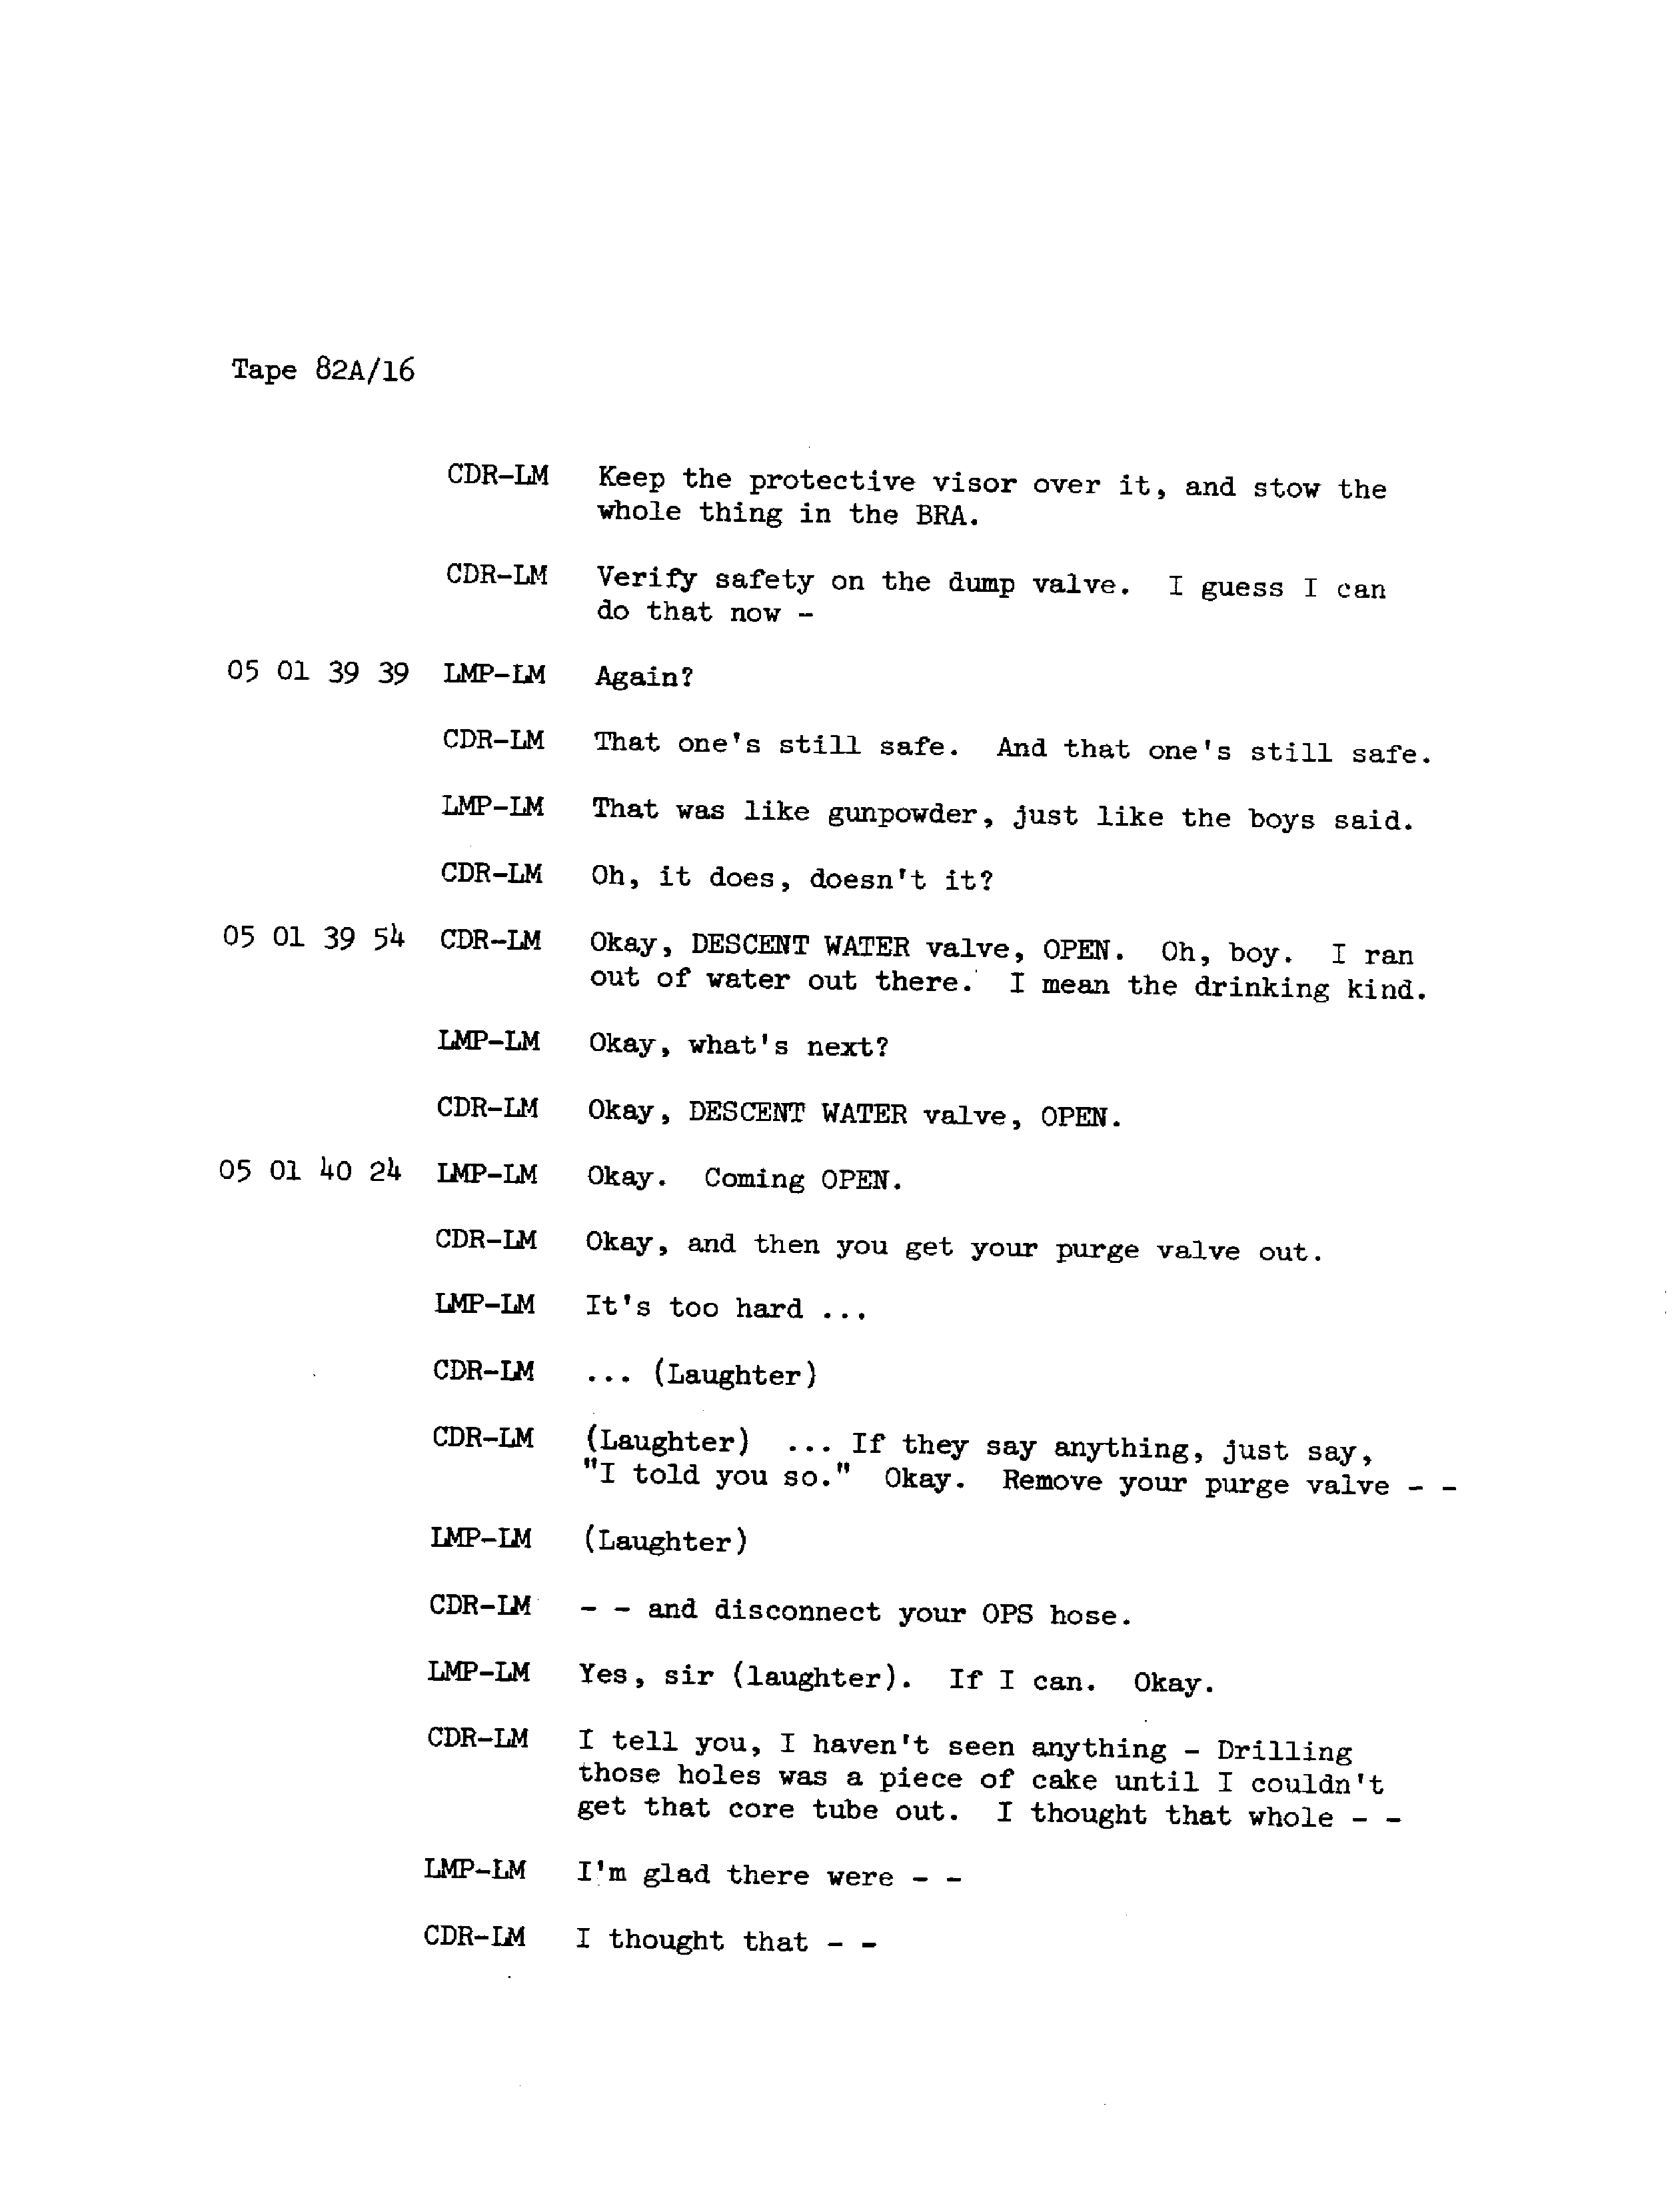 Tape 82A/16
CDR-LM Keep the protective visor over it, and stow the
whole thing in the BRA.
CDR-LM Verify safety on the dump valve. I guess I can
do that now -
05 01 39 39 LMP-LM Again?
CDR-LM That one's still safe. And that one's still safe.
LMP-LM That was like gunpowder, just like the boys said.
CDR-LM Oh, it does, doesn't it?
05 01 39 54 CDR-LM Okay, DESCENT WATER valve, OPEN. Oh, boy. I ran
out of water out there. I mean the drinking kind.
LMP-LM Okay, what's next?
CDR-LM Okay, DESCENT WATER valve, OPEN.
05 01 40 24 LMP-LM Okay. Coming OPEN.
CDR-LM Okay, and then you get your purge valve out.
LMP-LM It's too hard ...
CDR-LM ... (Laughter)
CDR-LM (Laughter) ... If they say anything, just say,
"I told you so." Okay. Remove your purge valve - -
LMP-LM (Laughter)
CDR-LM - - and disconnect your OPS hose.
LMP-LM Yes, sir (laughter). If I can. Okay.
CDR-LM I tell you, I haven't seen anything - Drilling
those holes was a piece of cake until I couldn't
get that core tube out. I thought that whole - -
LMP-LM I'm glad there were - -
CDR-LM I thought that - -